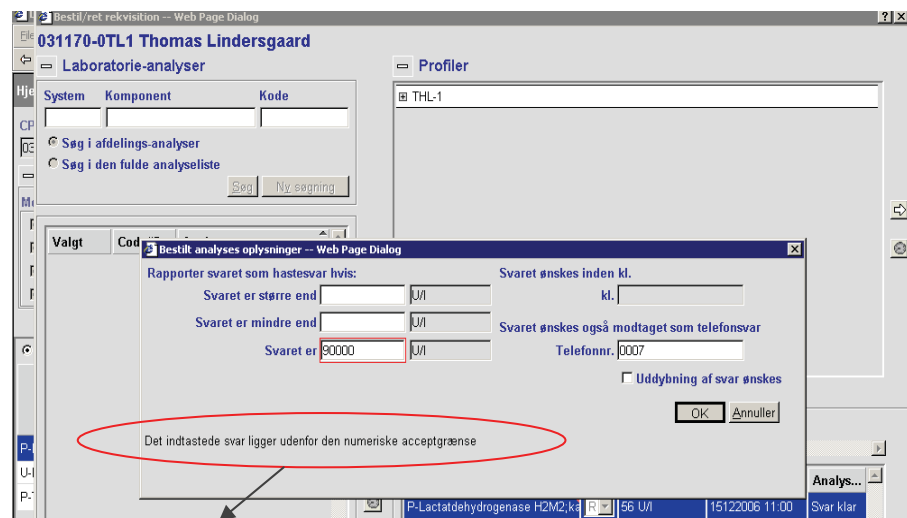 Bestil/ret rekvisition -- Web Page Dialog
031170-0TL1 Thomas Lindersgaard
Laboratorie-analyser
Profiler
System Komponent Kode
THL-1
Søg i afdelings-analyser
Søg i den fulde analyseliste
Søg Ny søgning
Valgt
Bestilt analyses oplysninger -- Web Page Dialog
Rapporter svaret som hastesvar hvis:
Svaret ønskes inden kl.
Svaret er større end U/l
kl.
Svaret er mindre end U/l
Svaret ønskes også modtaget som telefonsvar
Svaret er 90000 U/l
Telefonnr. 0007
Uddybning af svar ønskes
OK Annuller
Det indtastede svar ligger udenfor den numeriske acceptgrænse
Analys...
P-Lactatdehydrogenase H2M2;ka R 56 U/l 15122006 11:00 Svar klar